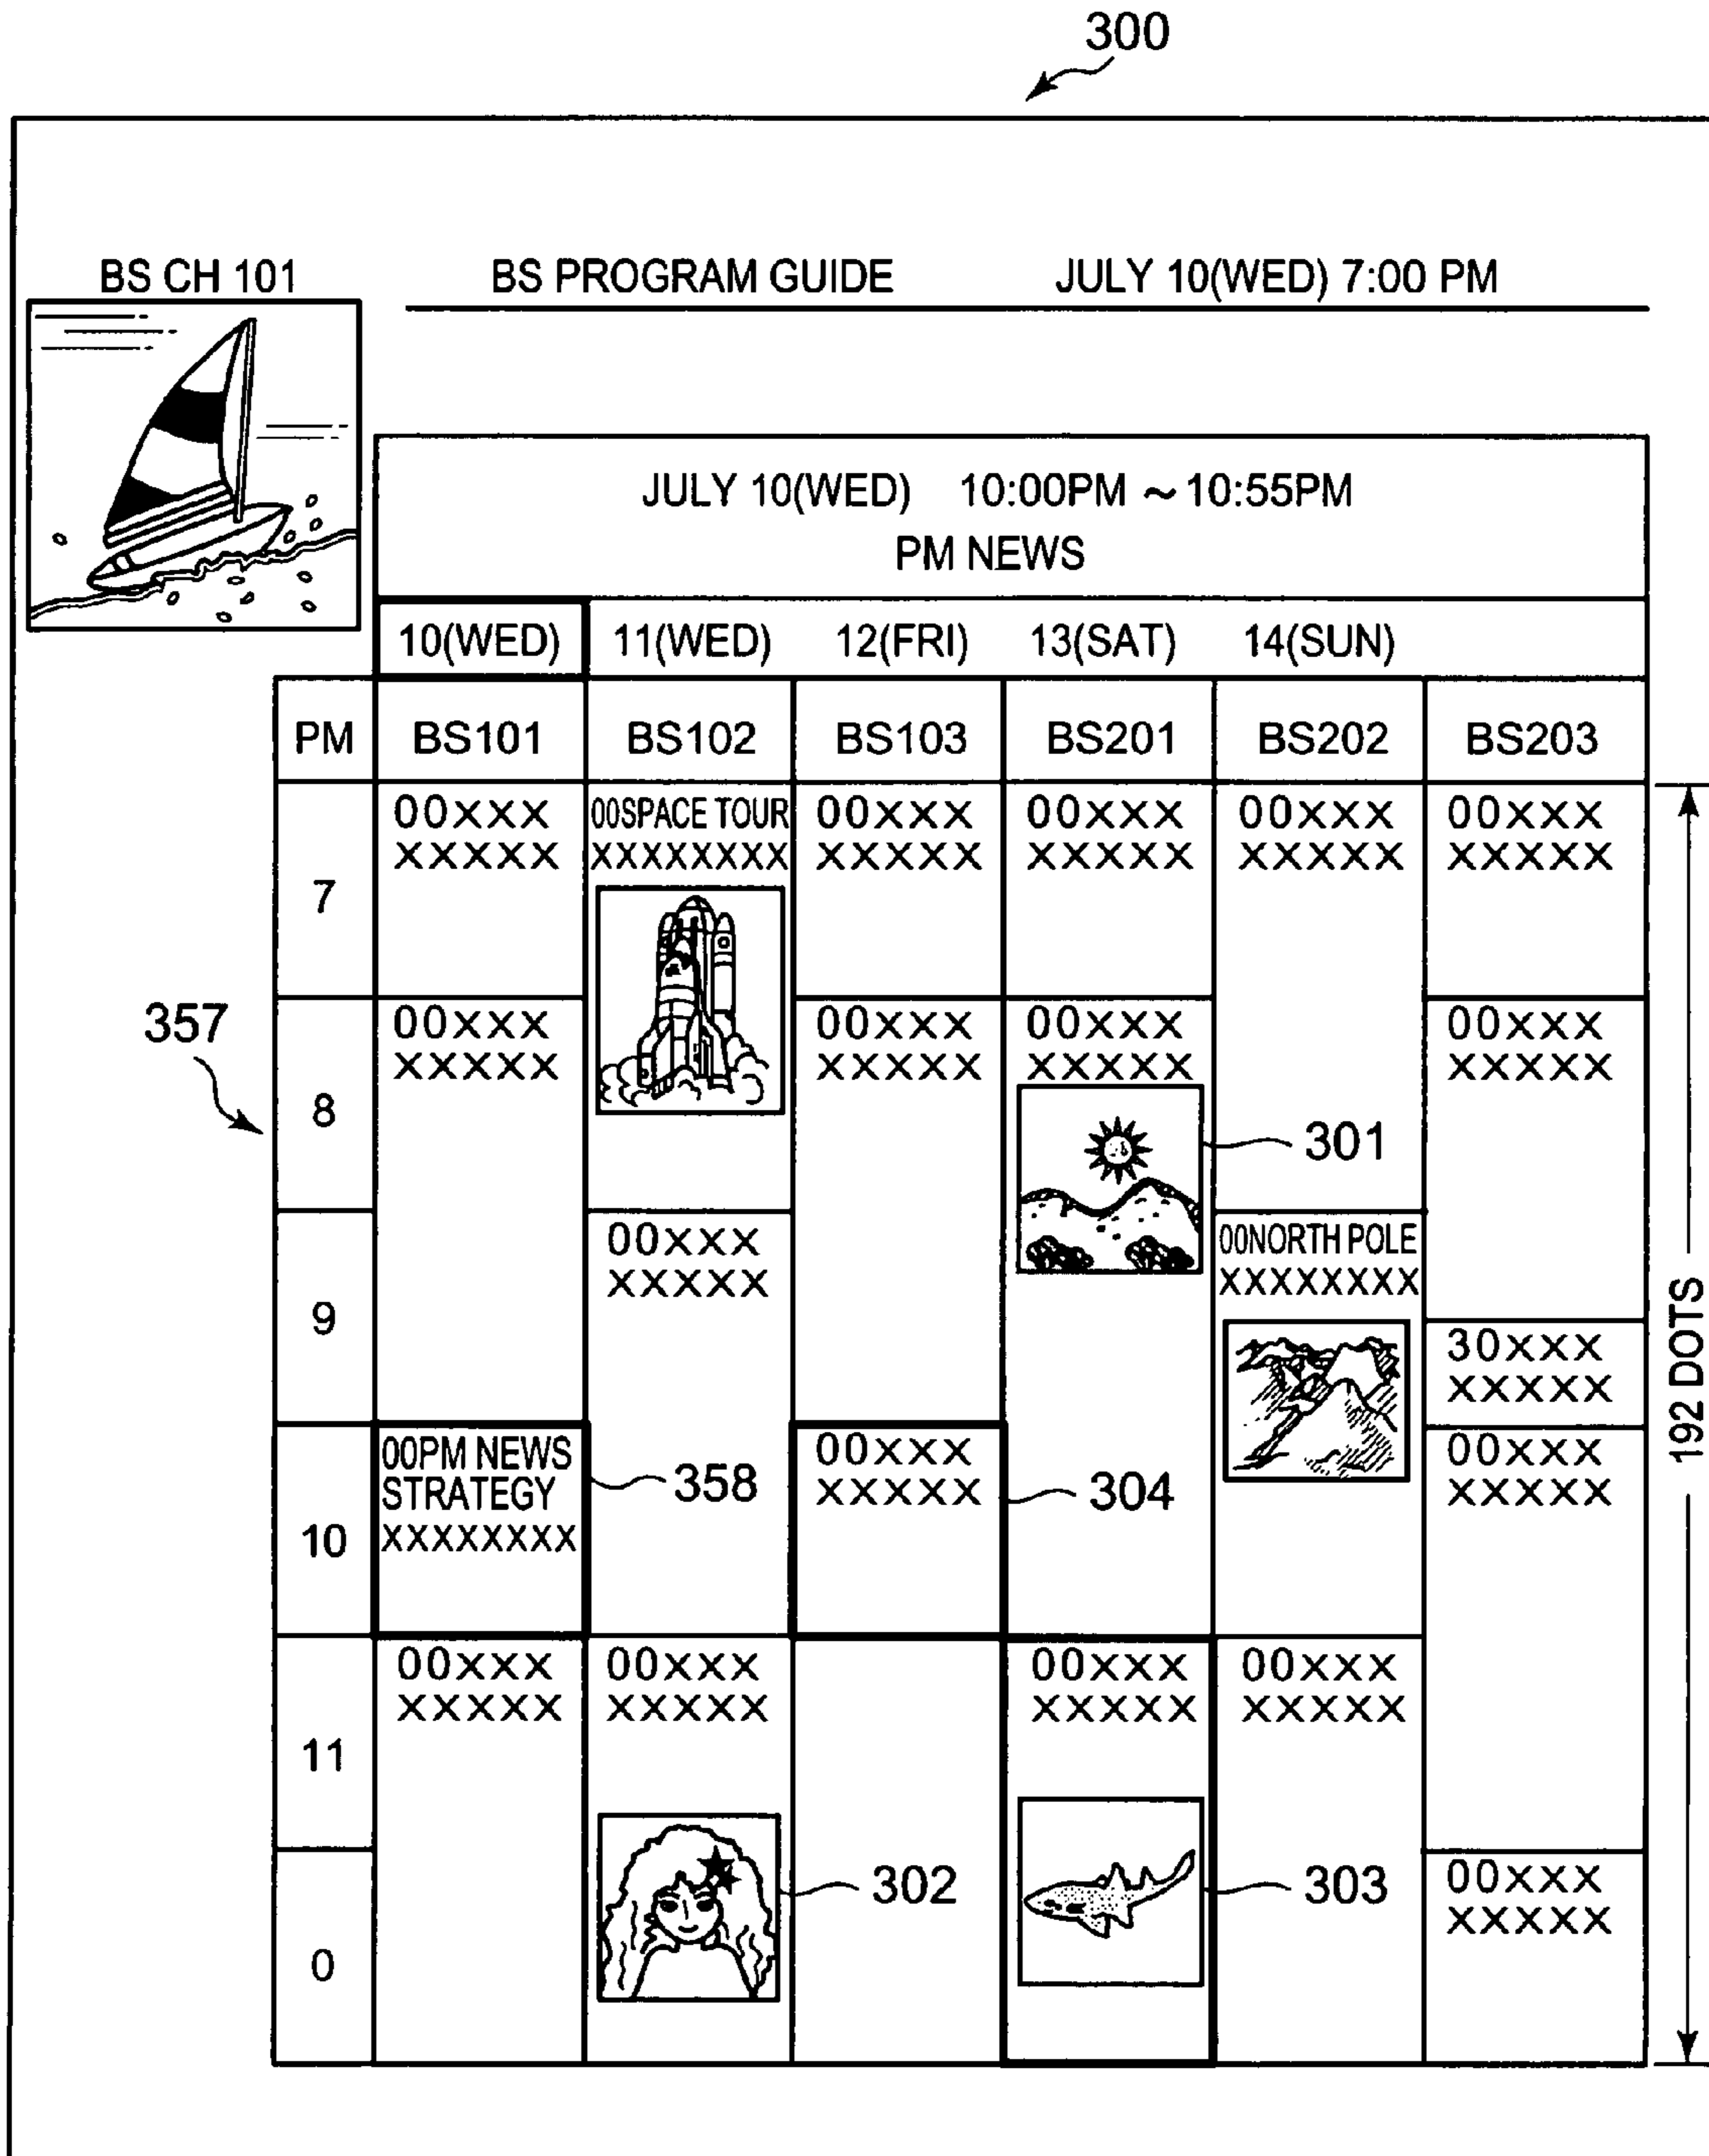 300
BS CH 101 BS PROGRAM GUIDE JULY 10(WED) 7:00 PM
JULY 10(WED) 10:00PM ~ 10:55PM
PM NEWS
10(WED) 11(WED) 12(FRI) 13(SAT) 14(SUN)
PM BS101 BS102 BS103 BS201 BS202 BS203
00XXX 00SPACE TOUR 00XXX 00XXX 00XXX 00XXX
XXXXX XXXXXXXX XXXXX XXXXX XXXXX XXXXX
7
357 00XXX 00XXX 00XXX 00XXX
XXXXX XXXXX XXXXX XXXXX
8
301
00XXX 00NORTH POLE
XXXXX XXXXXXXX
9
30XXX
XXXXX
192 DOTS
00PM NEWS 00XXX 00XXX
STRATEGY 358 XXXXX 304 XXXXX
10 XXXXXXXX
00XXX 00XXX 00XXX 00XXX
XXXXX XXXXX XXXXX XXXXX
11
302 303 00XXX
XXXXX
0